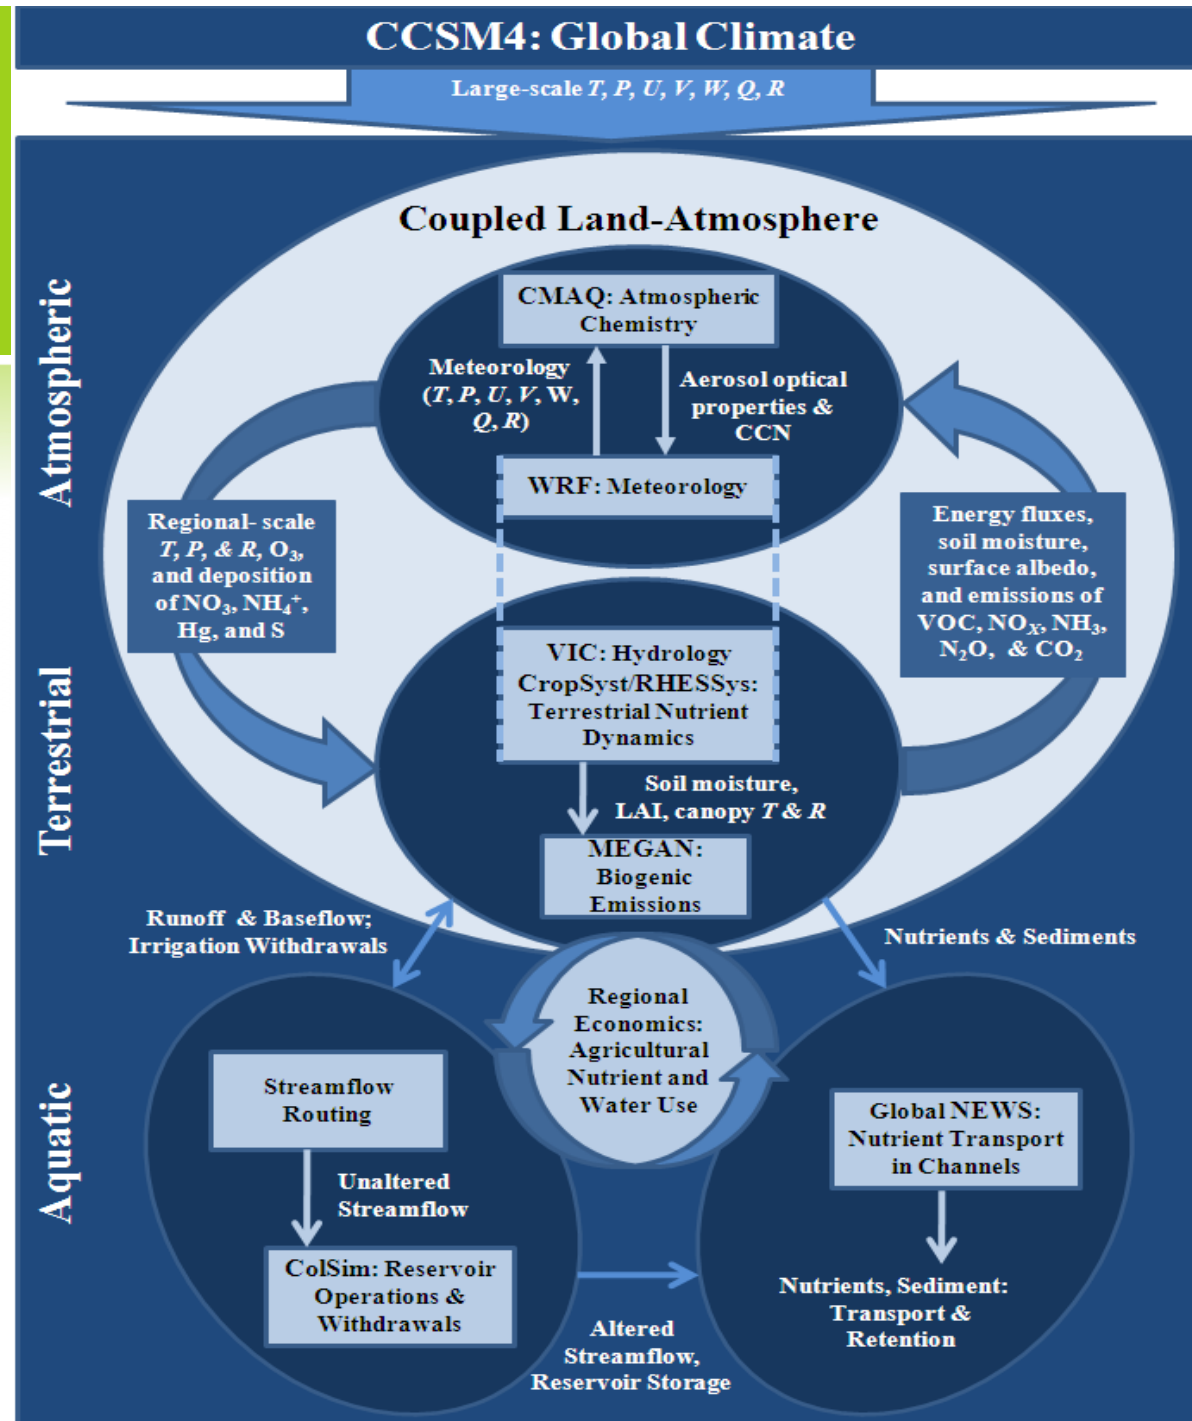 CCSM4: Global Climate
Large-scale T, P, U, V, W, Q, R
Coupled Land-Atmosphere
Atmospheric
CMAQ: Atmospheric
Chemistry
Meteorology
(T, P, U, V, W,
Q, R)
Aerosol optical
properties &
CCN
WRF: Meteorology
Regional- scale
T, P, & R, O₃,
and deposition
of NO₃, NH₄⁺,
Hg, and S
Energy fluxes,
soil moisture,
surface albedo,
and emissions of
VOC, NOX, NH₃,
N₂O, & CO₂
Terrestrial
VIC: Hydrology
CropSyst/RHESSys:
Terrestrial Nutrient
Dynamics
Soil moisture,
LAI, canopy T & R
MEGAN:
Biogenic
Emissions
Runoff & Baseflow;
Irrigation Withdrawals
Nutrients & Sediments
Regional
Economics:
Agricultural
Nutrient and
Water Use
Aquatic
Streamflow
Routing
Unaltered
Streamflow
ColSim: Reservoir
Operations &
Withdrawals
Altered
Streamflow,
Reservoir Storage
Global NEWS:
Nutrient Transport
in Channels
Nutrients, Sediment:
Transport &
Retention